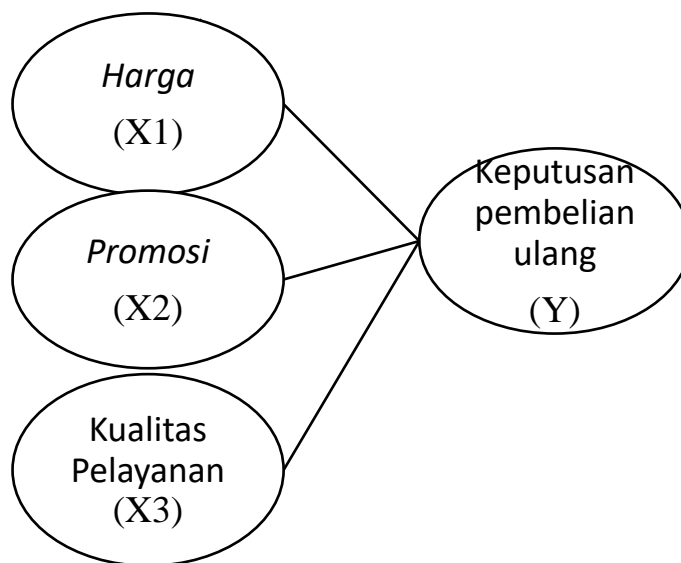 Harga
(X1)
Promosi
(X2)
Kualitas
Pelayanan
(X3)
Keputusan
pembelian
ulang
(Y)